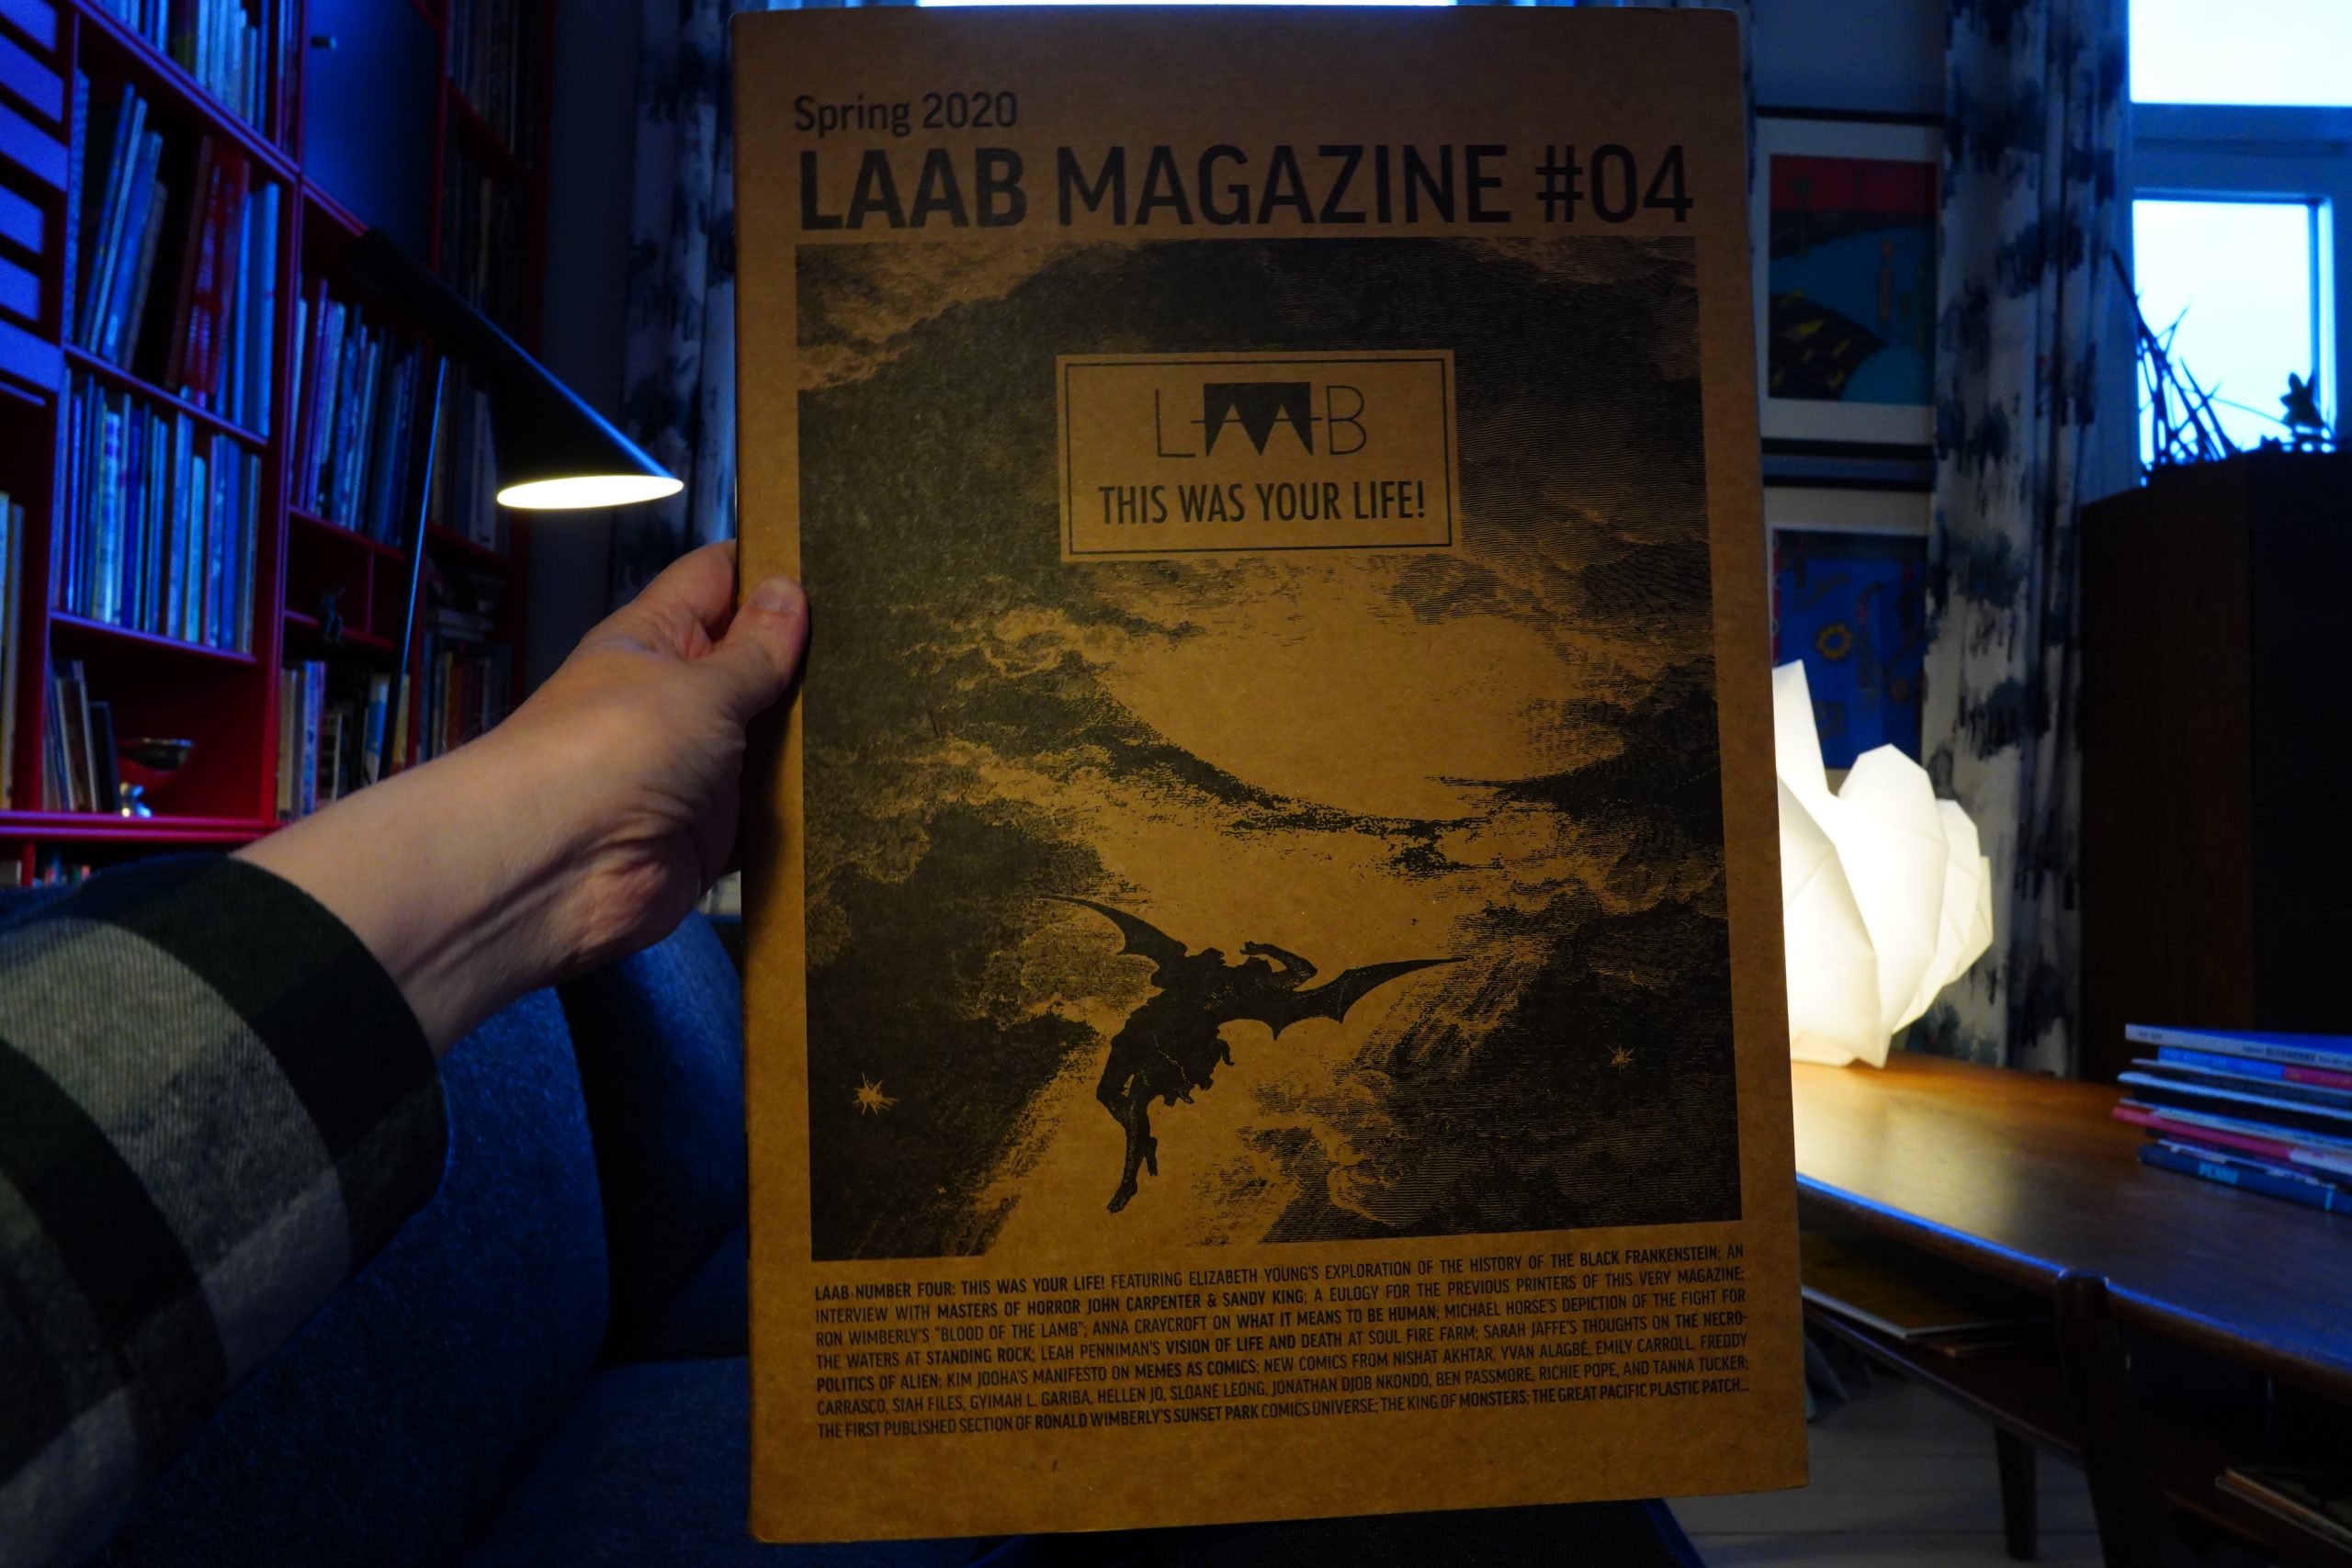 Spring 2020
LAAB MAGAZINE #04
LAAB
THIS WAS YOUR LIFE!
LAAB NUMBER FOUR: THIS WAS YOUR LIFE! FEATURING ELIZABETH YOUNG'S EXPLORATION OF THE HISTORY OF THE BLACK FRANKENSTEIN; AN
INTERVIEW WITH MASTERS OF HORROR JOHN CARPENTER & SANDY KING; A EULOGY FOR THE PREVIOUS PRINTERS OF THIS VERY MAGAZINE;
RON WIMBERLY'S "BLOOD OF THE LAMB"; ANNA CRAYCROFT ON WHAT IT MEANS TO BE HUMAN; MICHAEL HORSE'S DEPICTION OF THE FIGHT FOR
THE WATERS AT STANDING ROCK; LEAH PENNIMAN'S VISION OF LIFE AND DEATH AT SOUL FIRE FARM; SARAH JAFFE'S THOUGHTS ON THE NECRO-
POLITICS OF ALIEN; KIM JOOHA'S MANIFESTO ON MEMES AS COMICS; NEW COMICS FROM NISHAT AKHTAR, YVAN ALAGBÉ, EMILY CARROLL, FREDDY
CARRASCO, SIAH FILES, GYIMAH L. GARIBA, HELLEN JO, SLOANE LEONG, JONATHAN DJOB NKONDO, BEN PASSMORE, RICHIE POPE, AND TANNA TUCKER;
THE FIRST PUBLISHED SECTION OF RONALD WIMBERLY'S SUNSET PARK COMICS UNIVERSE; THE KING OF MONSTERS; THE GREAT PACIFIC PLASTIC PATCH...